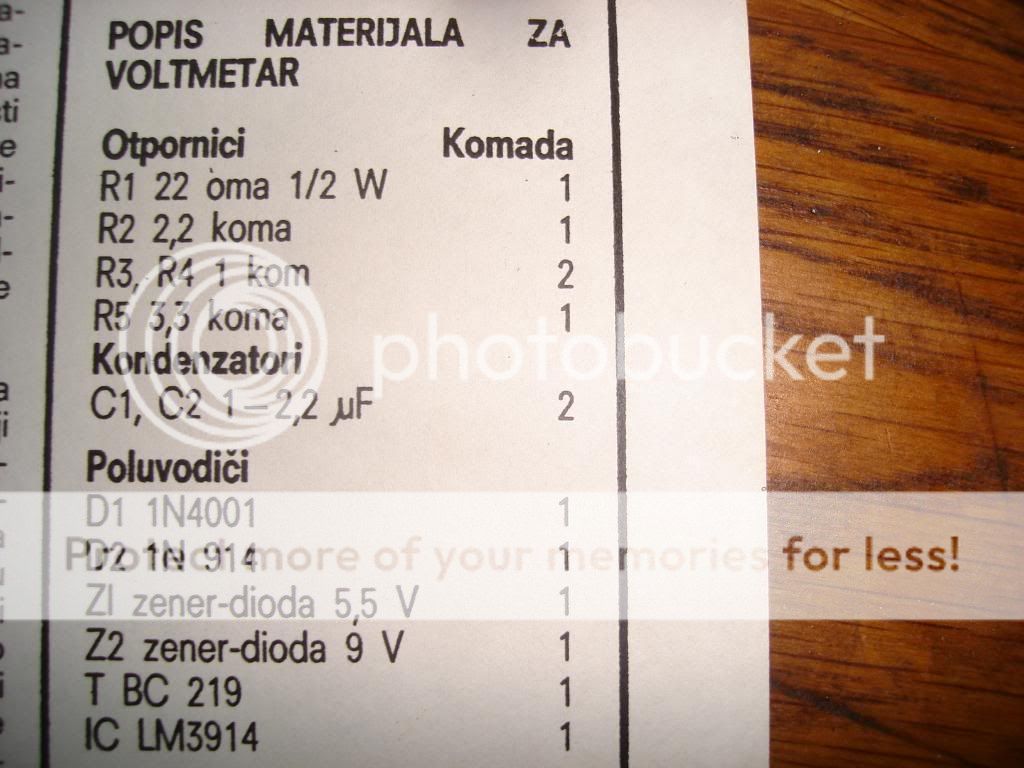 POPIS MATERIJALA ZA
VOLTMETAR
Otpornici Komada
R1 22 oma 1/2 W 1
R2 2,2 koma 1
R3, R4 1 kom 2
R5 3,3 koma 1
Kondenzatori
C1, C2 1–2,2 µF 2
Poluvodiči
D1 1N4001 1
D2 1N 914 1
Z1 zener-dioda 5,5 V 1
Z2 zener-dioda 9 V 1
T BC 219 1
IC LM3914 1
photobucket
Protect more of your memories for less!